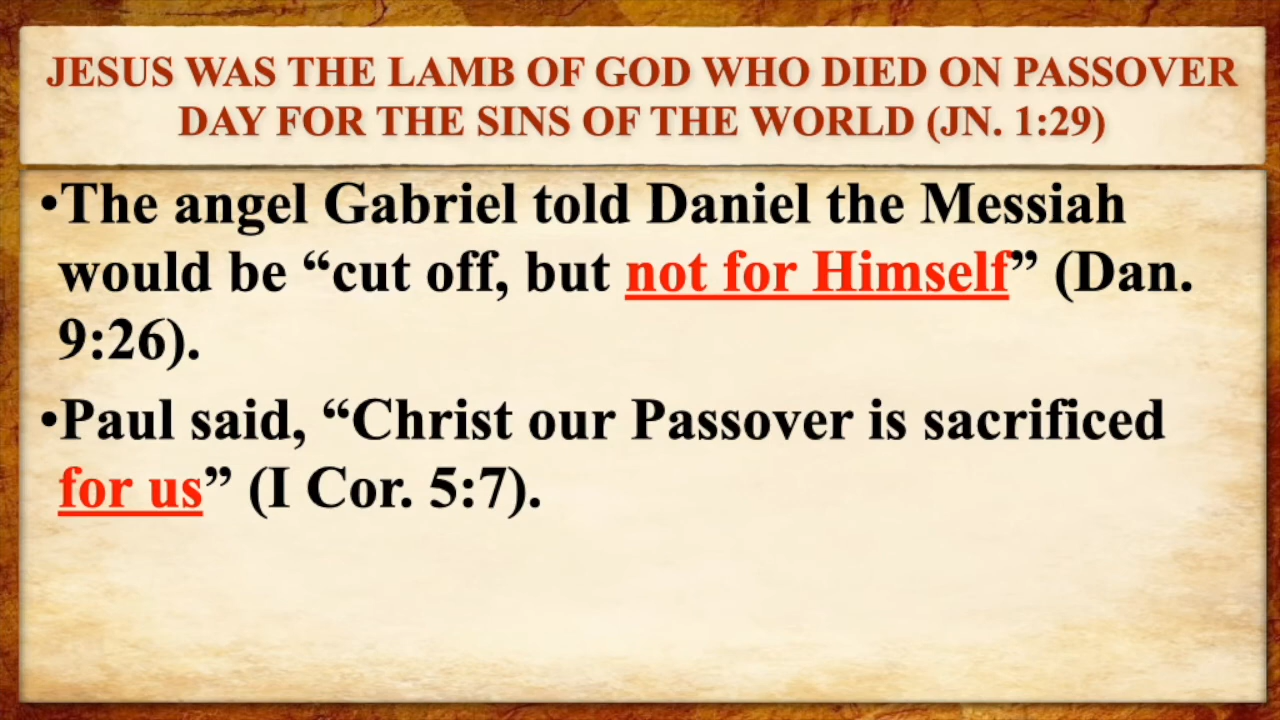 JESUS WAS THE LAMB OF GOD WHO DIED ON PASSOVER
DAY FOR THE SINS OF THE WORLD (JN. 1:29)
•The angel Gabriel told Daniel the Messiah
would be “cut off, but not for Himself” (Dan.
9:26).
•Paul said, “Christ our Passover is sacrificed
for us” (I Cor. 5:7).